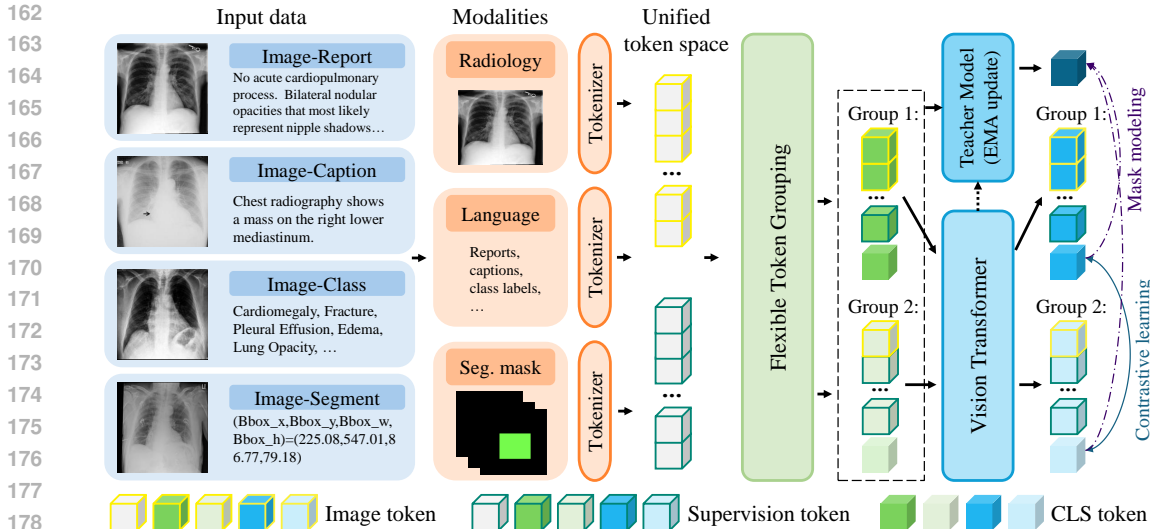 162
163
164
165
166
167
168
169
170
171
172
173
174
175
176
177
178
Input data
Modalities
Unified
token space
Image-Report
No acute cardiopulmonary
process. Bilateral nodular
opacities that most likely
represent nipple shadows…
Image-Caption
Chest radiography shows
a mass on the right lower
mediastinum.
Image-Class
Cardiomegaly, Fracture,
Pleural Effusion, Edema,
Lung Opacity, …
Image-Segment
(Bbox_x,Bbox_y,Bbox_w,
Bbox_h)=(225.08,547.01,8
6.77,79.18)
Radiology
Language
Reports,
captions,
class labels,
…
Seg. mask
Tokenizer
Tokenizer
Tokenizer
...
...
Flexible Token Grouping
Group 1:
...
Group 2:
...
Teacher Model
(EMA update)
Vision Transformer
Group 1:
...
Group 2:
...
Mask modeling
Contrastive learning
Image token
Supervision token
CLS token